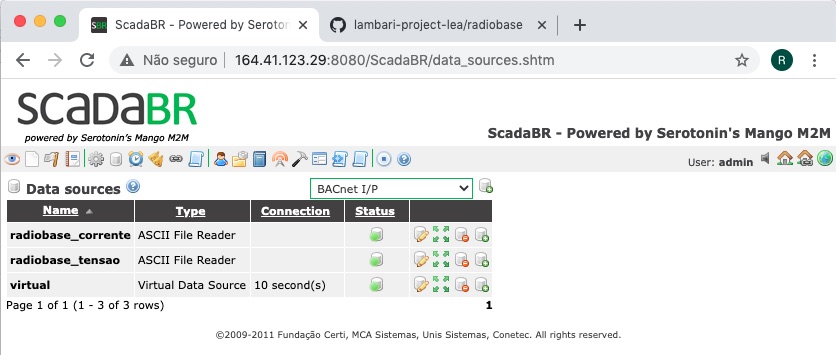 SBR ScadaBR - Powered by Serotonin
lambari-project-lea/radiobase
Não seguro 164.41.123.29:8080/ScadaBR/data_sources.shtm R
SCADABR
powered by Serotonin's Mango M2M
ScadaBR - Powered by Serotonin's Mango M2M
User: admin
Data sources BACnet I/P
Name Type Connection Status
radiobase_corrente ASCII File Reader
radiobase_tensao ASCII File Reader
virtual Virtual Data Source 10 second(s)
Page 1 of 1 (1 - 3 of 3 rows) 1
©2009-2011 Fundação Certi, MCA Sistemas, Unis Sistemas, Conetec. All rights reserved.